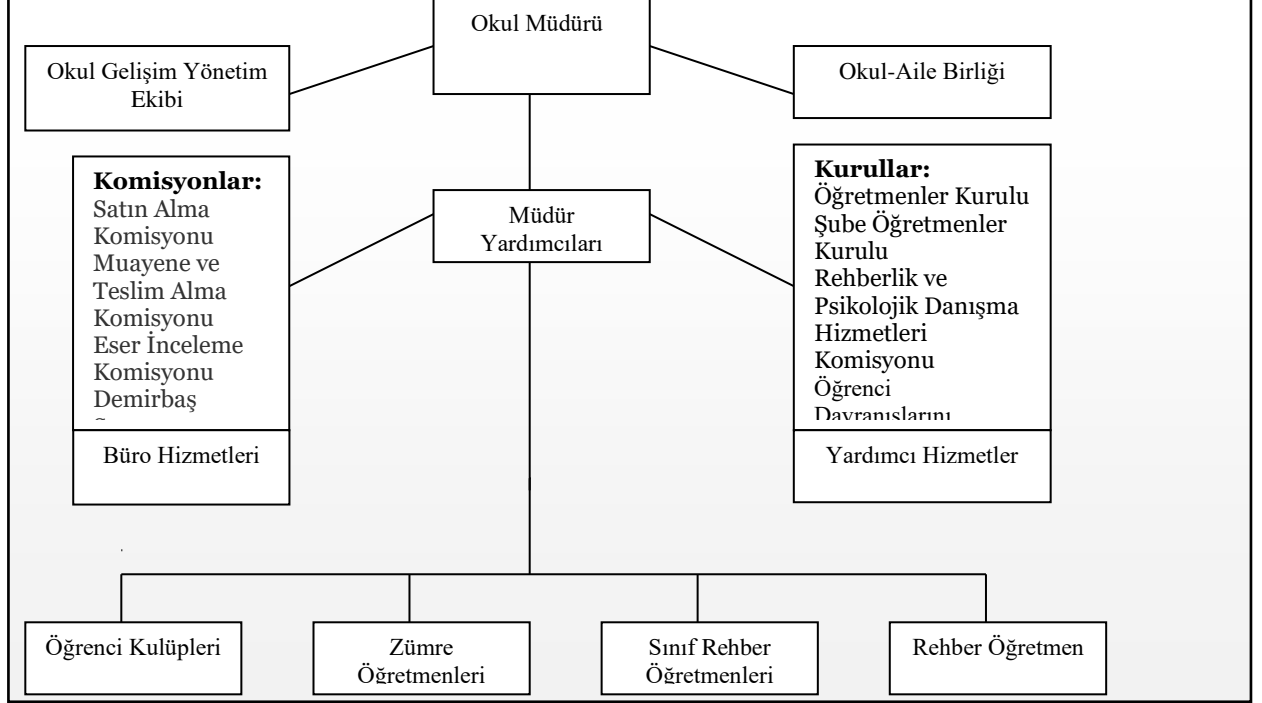 Okul Müdürü
Okul Gelişim Yönetim
Ekibi
Okul-Aile Birliği
Komisyonlar:
Satın Alma
Komisyonu
Muayene ve
Teslim Alma
Komisyonu
Eser İnceleme
Komisyonu
Demirbaş
Müdür
Yardımcıları
Kurullar:
Öğretmenler Kurulu
Şube Öğretmenler
Kurulu
Rehberlik ve
Psikolojik Danışma
Hizmetleri
Komisyonu
Öğrenci
Davranışlarını
Büro Hizmetleri
Yardımcı Hizmetler
Öğrenci Kulüpleri
Zümre
Öğretmenleri
Sınıf Rehber
Öğretmenleri
Rehber Öğretmen